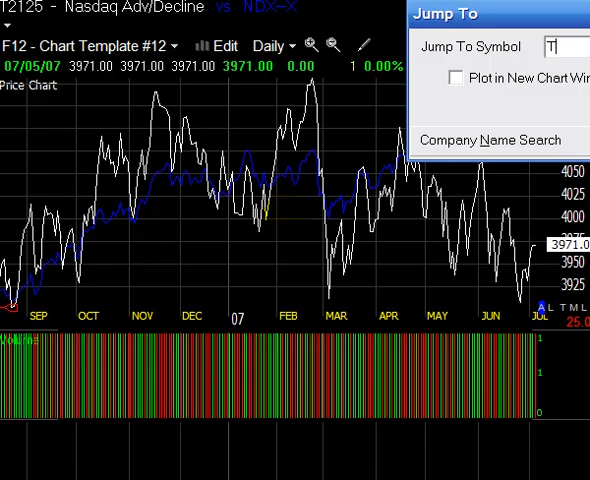 T2125 - Nasdaq Adv/Decline vs NDX-X
Jump To
F12 - Chart Template #12 Edit Daily
Jump To Symbol T
07/05/07 3971.00 3971.00 3971.00 3971.00 0.00 1 0.00%
Plot in New Chart Win
Price Chart
Company Name Search
4050
4025
4000
3975
3971.0
3950
3925
A L T M L
SEP OCT NOV DEC 07 FEB MAR APR MAY JUN JUL
25.0
Volume
1
1
0